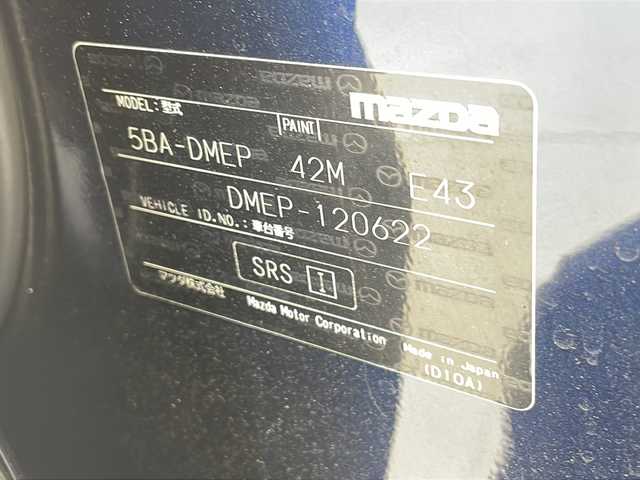 mazda
MODEL:型式
PAINT
5BA-DMEP 42M E43
DMEP-120622
VEHICLE ID.NO.:車台番号
SRS I
マツダ株式会社 Mazda Motor Corporation Made in Japan
(D10A)